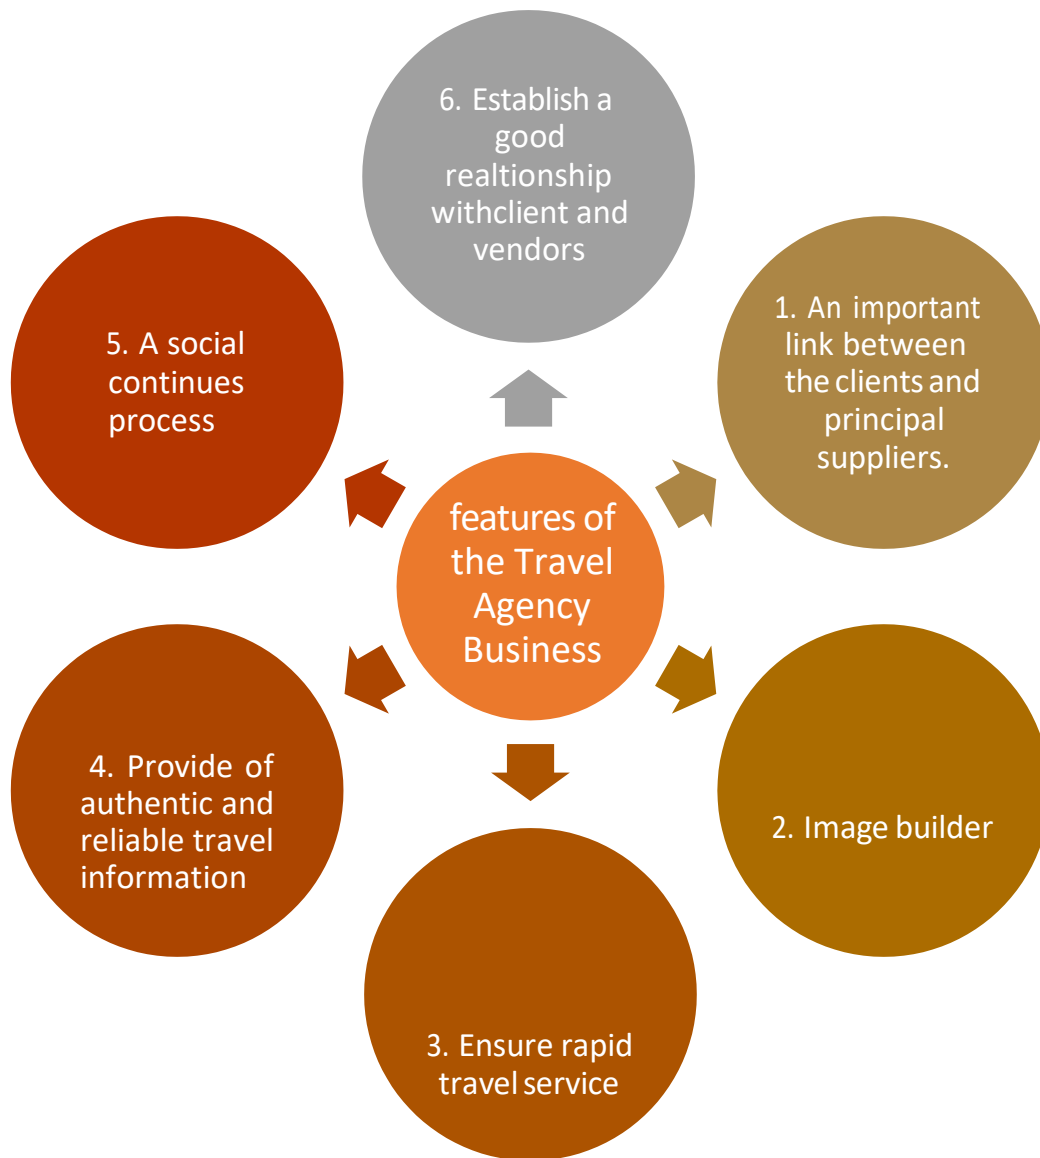 features of
the Travel
Agency
Business
1. An important
link between
the clients and
principal
suppliers.
2. Image builder
3. Ensure rapid
travel service
4. Provide of
authentic and
reliable travel
information
5. A social
continues
process
6. Establish a
good
realtionship
withclient and
vendors